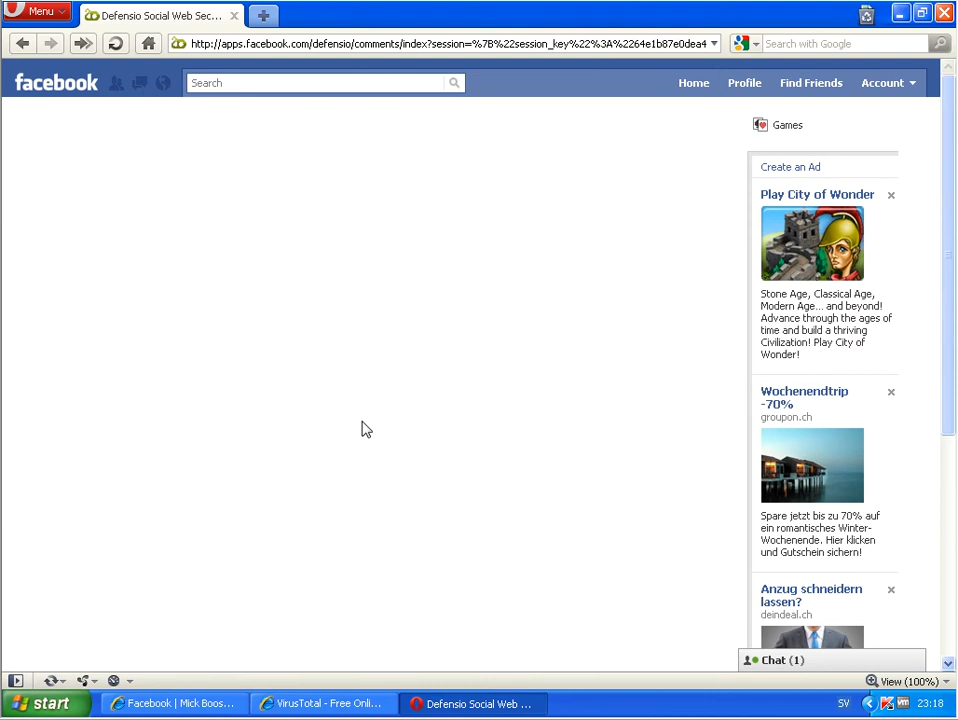 Menu
Defensio Social Web Sec...
http://apps.facebook.com/defensio/comments/index?session=%7B%22session_key%22%3A%2264e1b87e0dea4
Search with Google
facebook
Search
Home
Profile
Find Friends
Account
Games
Create an Ad
Play City of Wonder
Stone Age, Classical Age,
Modern Age... and beyond!
Advance through the ages of
time and build a thriving
Civilization! Play City of
Wonder!
Wochenendtrip
-70%
groupon.ch
Spare jetzt bis zu 70% auf
ein romantisches Winter-
Wochenende. Hier klicken
und Gutschein sichern!
Anzug schneidern
lassen?
deindeal.ch
Chat (1)
View (100%)
start
Facebook | Mick Boos...
VirusTotal - Free Onli...
Defensio Social Web ...
SV
23:18